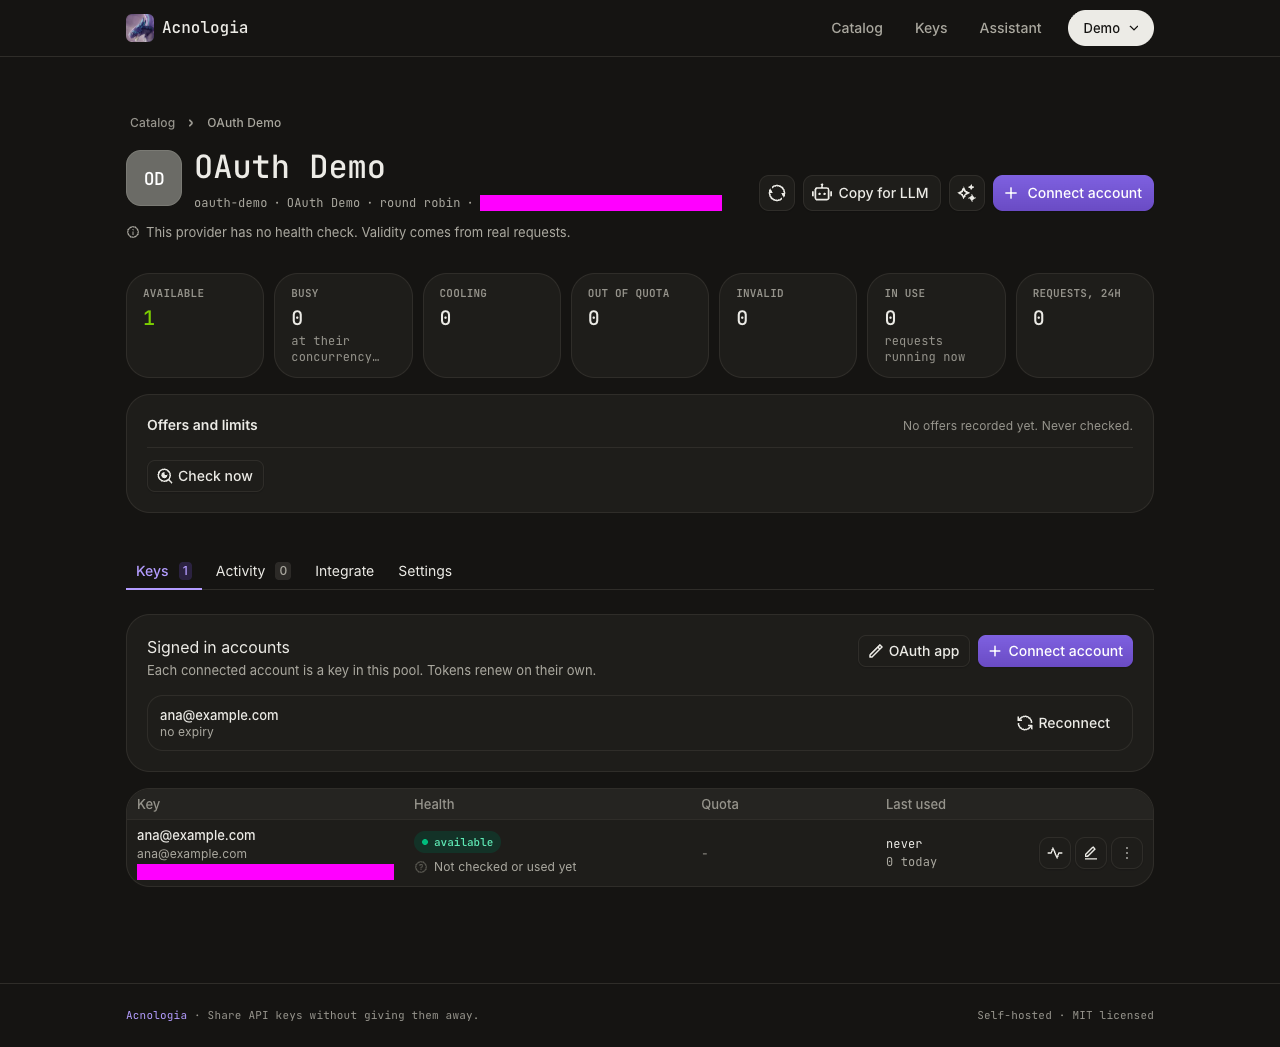 Acnologia
Catalog Keys Assistant Demo
Catalog › OAuth Demo
OD
OAuth Demo
oauth-demo · OAuth Demo · round robin ·
Copy for LLM
Connect account
This provider has no health check. Validity comes from real requests.
AVAILABLE
1
BUSY
0
at their
concurrency…
COOLING
0
OUT OF QUOTA
0
INVALID
0
IN USE
0
requests
running now
REQUESTS, 24H
0
Offers and limits
No offers recorded yet. Never checked.
Check now
Keys 1 Activity 0 Integrate Settings
Signed in accounts
Each connected account is a key in this pool. Tokens renew on their own.
OAuth app
Connect account
ana@example.com
no expiry
Reconnect
Key Health Quota Last used
ana@example.com
ana@example.com
available
Not checked or used yet
-
never
0 today
Acnologia · Share API keys without giving them away.
Self-hosted · MIT licensed